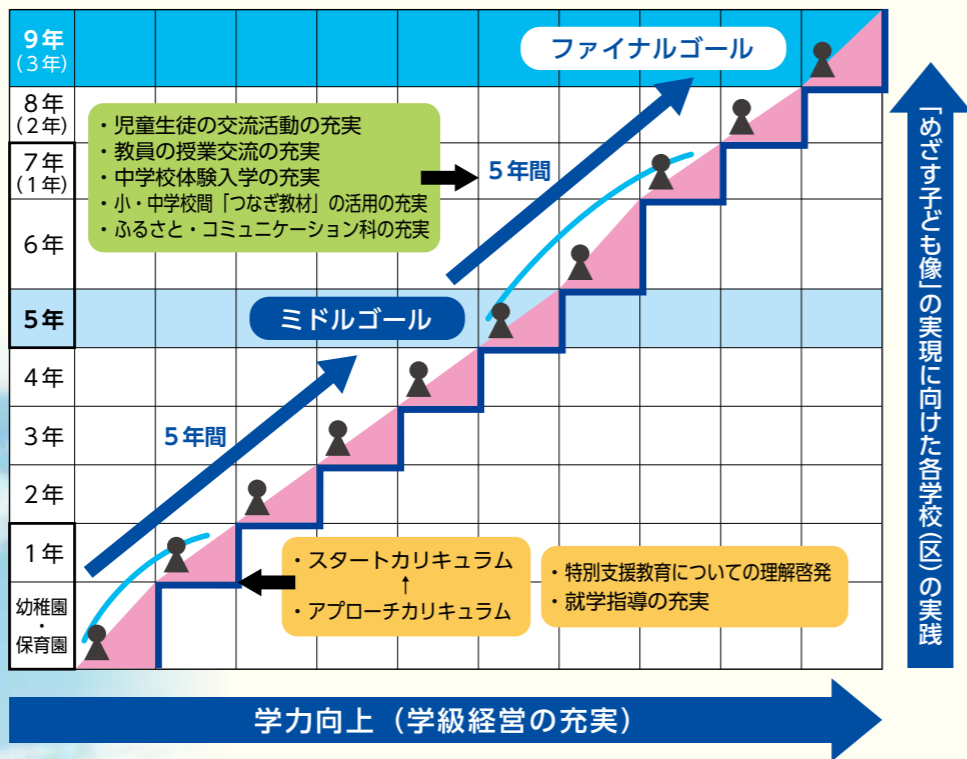 9年
(3年)
ファイナルゴール
8年
(2年)
・児童生徒の交流活動の充実
・教員の授業交流の充実
・中学校体験入学の充実
・小・中学校間「つなぎ教材」の活用の充実
・ふるさと・コミュニケーション科の充実
5年間
7年
(1年)
6年
5年
ミドルゴール
4年
3年
5年間
2年
1年
・スタートカリキュラム
↑
・アプローチカリキュラム
・特別支援教育についての理解啓発
・就学指導の充実
幼稚園
・
保育園
「めざす子ども像」の実現に向けた各学校(区)の実践
学力向上(学級経営の充実)